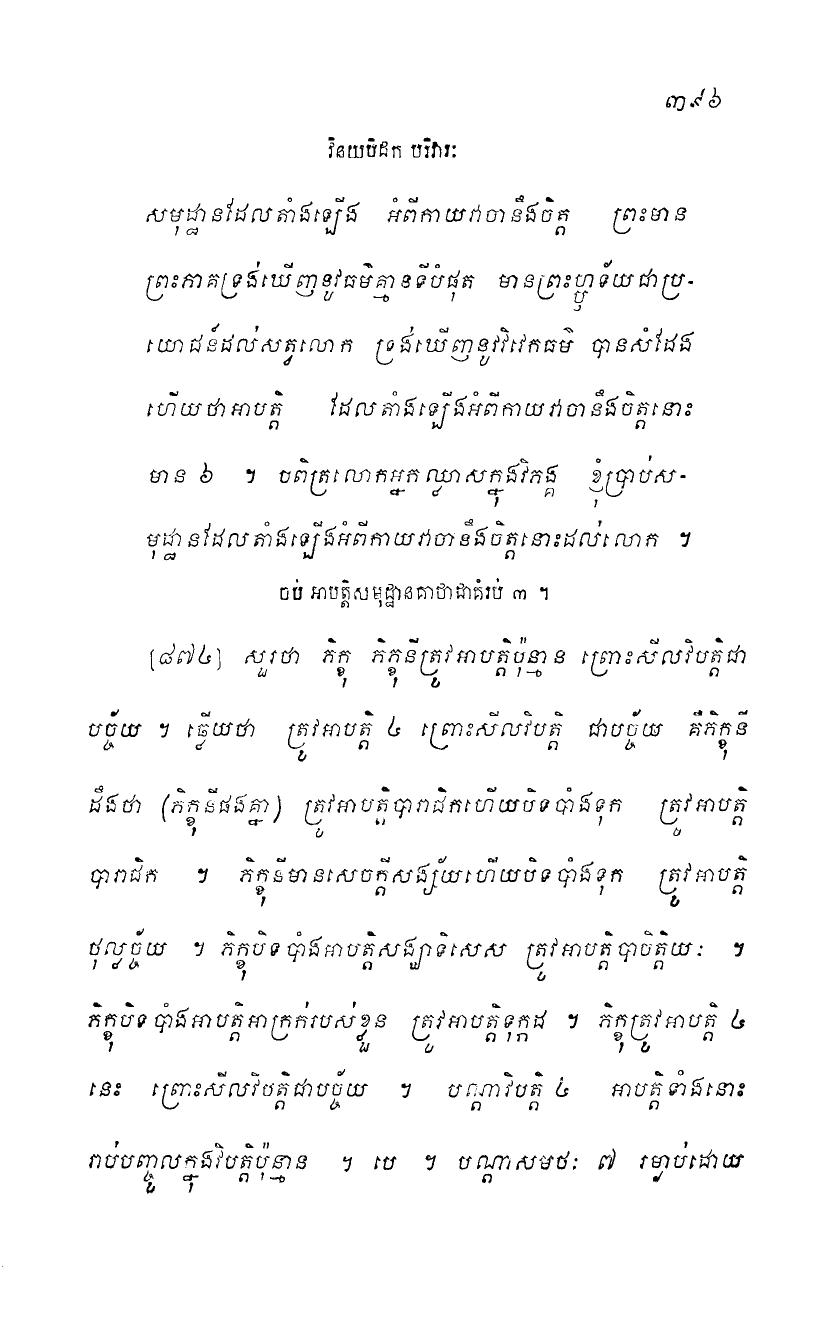 ៣៩៦
វិនយបិដក បរិវារៈ
សមុដ្ឋានដែលតាំងឡើង អំពីកាយវាចានឹងចិត្ត ព្រះមាន
ព្រះភាគទ្រង់ឃើញនូវធម៌គ្មានទីបំផុត មានព្រះហ្ឫទ័យជាប្រ-
យោជន៍ដល់សត្វលោក ទ្រង់ឃើញនូវវិវេកធម៌ បានសំដែង
ហើយថាអាបត្តិ ដែលតាំងឡើងអំពីកាយវាចានឹងចិត្តនោះ
មាន ៦ ។ បពិត្រលោកអ្នកឈ្លាសក្នុងវិភង្គ ខ្ញុំប្រាប់ស-
មុដ្ឋានដែលតាំងឡើងអំពីកាយវាចានឹងចិត្តនោះដល់លោក ។
ចប់ អាបត្តិសមុដ្ឋានគាថាជាគំរប់ ៣ ។
[៨៧៤] សួរថា ភិក្ខុ ភិក្ខុនីត្រូវអាបត្តិប៉ុន្មាន ព្រោះសីលវិបត្តិជា
បច្ច័យ ។ ឆ្លើយថា ត្រូវអាបត្តិ ៤ ព្រោះសីលវិបត្តិ ជាបច្ច័យ គឺភិក្ខុនី
ដឹងថា (ភិក្ខុនីផងគ្នា) ត្រូវអាបត្តិបារាជិកហើយបិទបាំងទុក ត្រូវអាបត្តិ
បារាជិក ។ ភិក្ខុនីមានសេចក្តីសង្ស័យហើយបិទបាំងទុក ត្រូវអាបត្តិ
ថុល្លច្ច័យ ។ ភិក្ខុបិទបាំងអាបត្តិសង្ឃាទិសេស ត្រូវអាបត្តិបាចិត្តិយៈ ។
ភិក្ខុបិទបាំងអាបត្តិអាក្រក់របស់ខ្លួន ត្រូវអាបត្តិទុក្កដ ។ ភិក្ខុត្រូវអាបត្តិ ៤
នេះ ព្រោះសីលវិបត្តិជាបច្ច័យ ។ បណ្តាវិបត្តិ ៤ អាបត្តិទាំងនោះ
រាប់បញ្ចូលក្នុងវិបត្តិប៉ុន្មាន ។ បេ ។ បណ្តាសមថៈ ៧ រម្ងាប់ដោយ